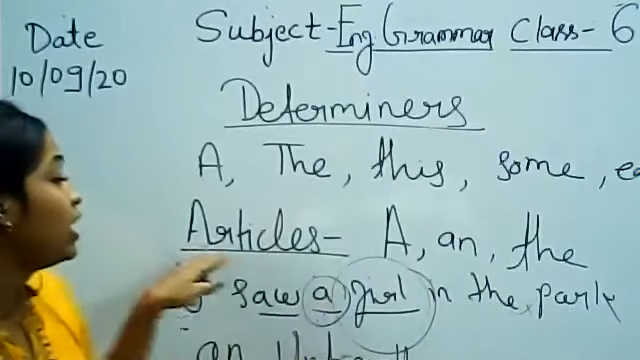 Date
10/09/20
Subject - Eng Grammar Class - 6
Determiners
A, The, this, some,
Articles - A, an, the
saw a girl in the park
an